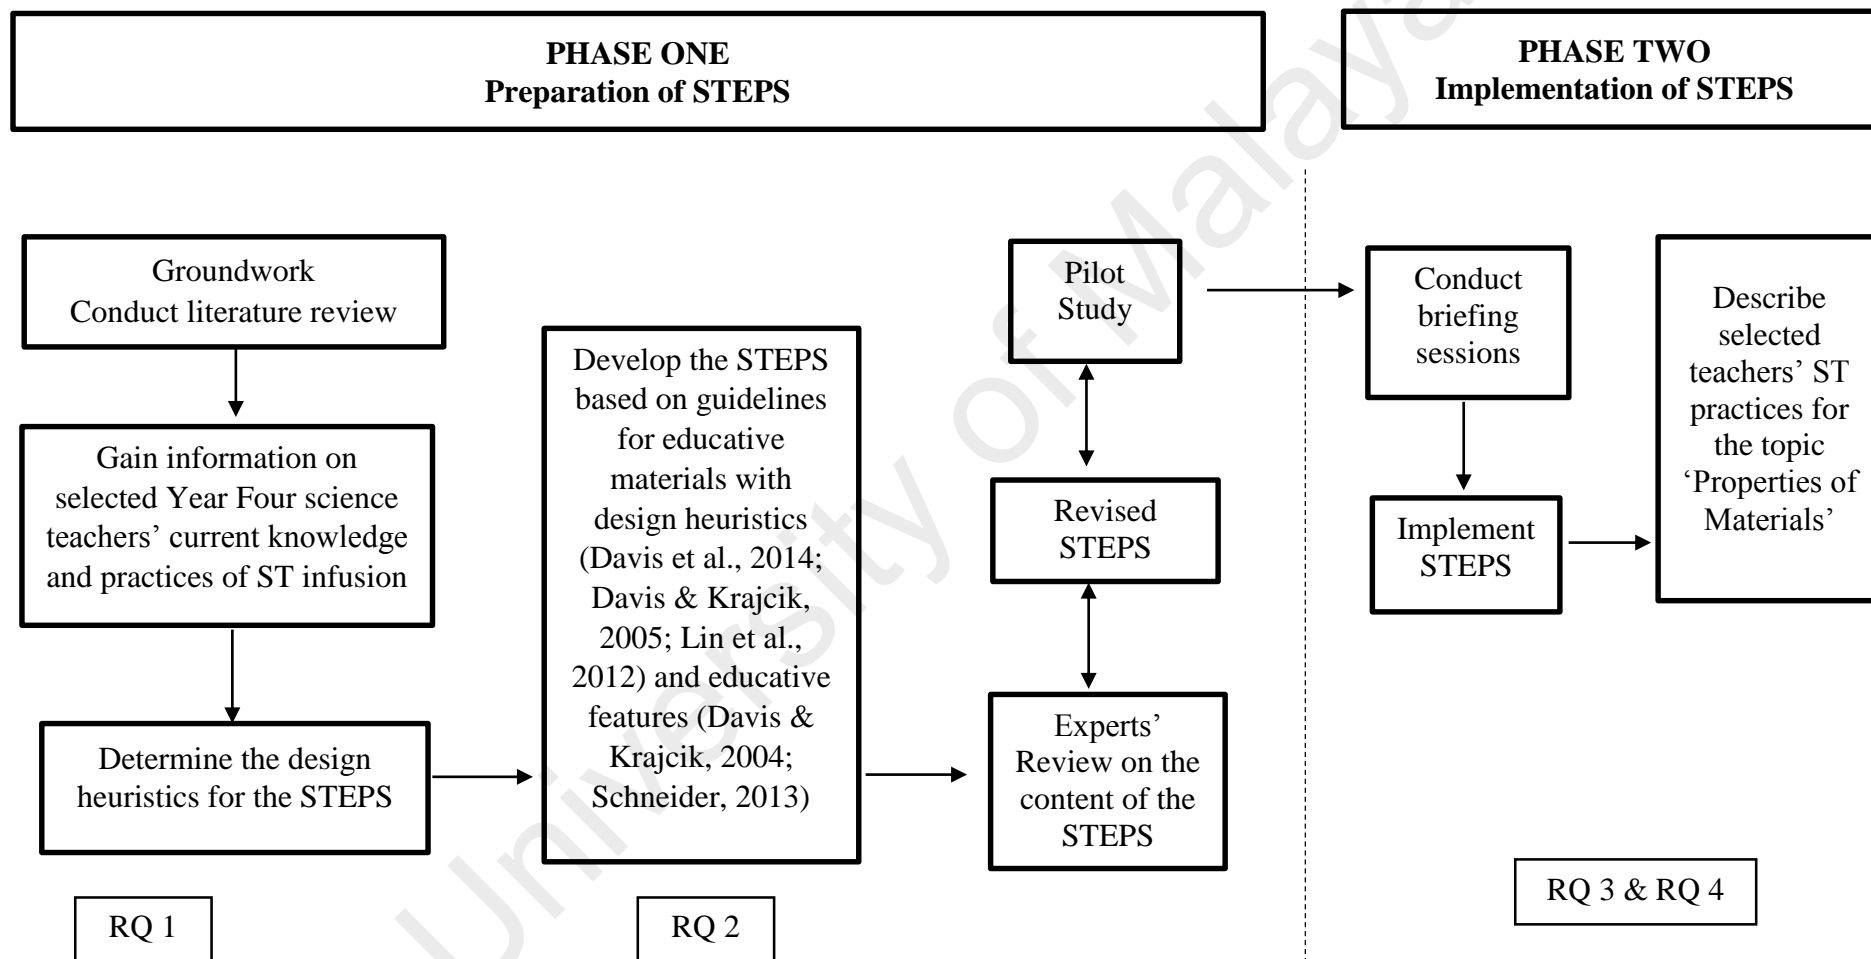 PHASE ONE
Preparation of STEPS
PHASE TWO
Implementation of STEPS
Groundwork
Conduct literature review
Gain information on
selected Year Four science
teachers’ current knowledge
and practices of ST infusion
Determine the design
heuristics for the STEPS
RQ 1
Develop the STEPS
based on guidelines
for educative
materials with
design heuristics
(Davis et al., 2014;
Davis & Krajcik,
2005; Lin et al.,
2012) and educative
features (Davis &
Krajcik, 2004;
Schneider, 2013)
RQ 2
Pilot
Study
Revised
STEPS
Experts’
Review on the
content of the
STEPS
Conduct
briefing
sessions
Implement
STEPS
Describe
selected
teachers’ ST
practices for
the topic
‘Properties of
Materials’
RQ 3 & RQ 4
University of Malaya